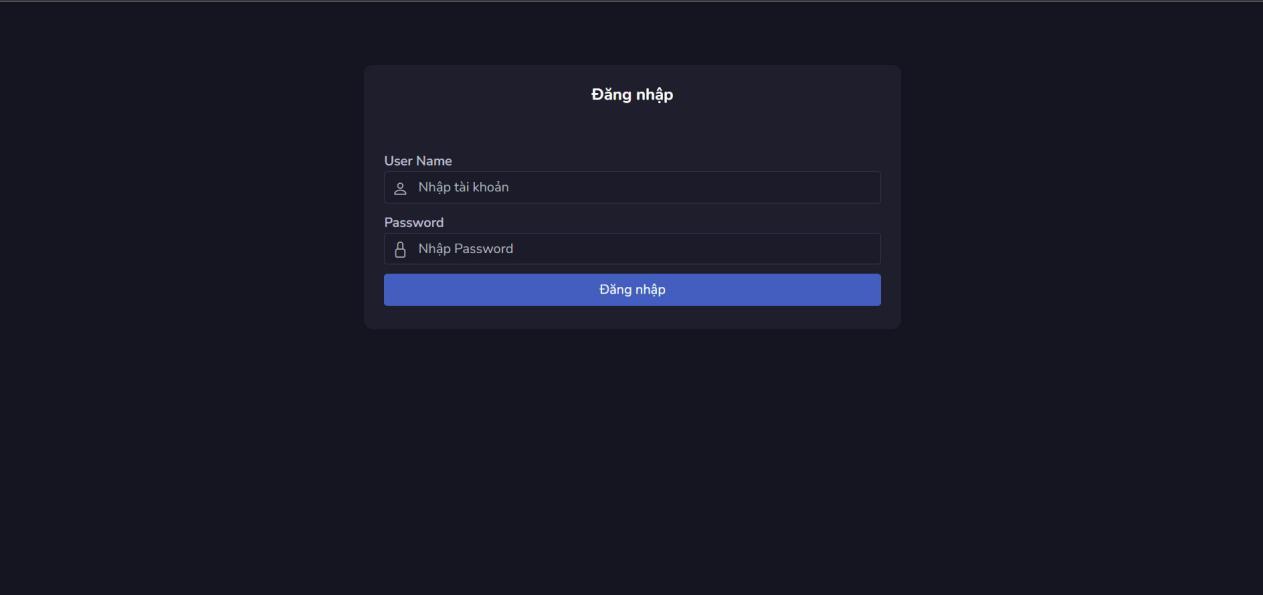 Đăng nhập
User Name
Nhập tài khoản
Password
Nhập Password
Đăng nhập